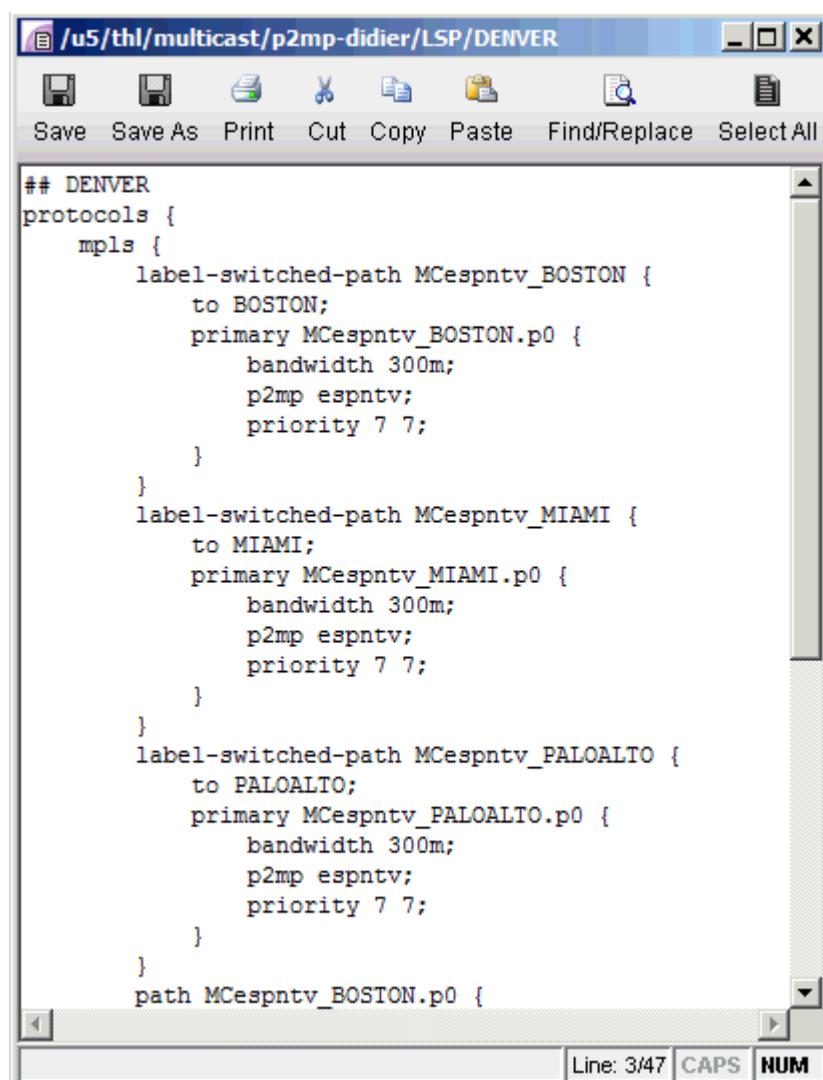 /u5/thl/multicast/p2mp-didier/LSP/DENVER
Save Save As Print Cut Copy Paste Find/Replace Select All
## DENVER
protocols {
    mpls {
        label-switched-path MCespntv_BOSTON {
            to BOSTON;
            primary MCespntv_BOSTON.p0 {
                bandwidth 300m;
                p2mp espntv;
                priority 7 7;
            }
        }
        label-switched-path MCespntv_MIAMI {
            to MIAMI;
            primary MCespntv_MIAMI.p0 {
                bandwidth 300m;
                p2mp espntv;
                priority 7 7;
            }
        }
        label-switched-path MCespntv_PALOALTO {
            to PALOALTO;
            primary MCespntv_PALOALTO.p0 {
                bandwidth 300m;
                p2mp espntv;
                priority 7 7;
            }
        }
        path MCespntv_BOSTON.p0 {
Line: 3/47 CAPS NUM